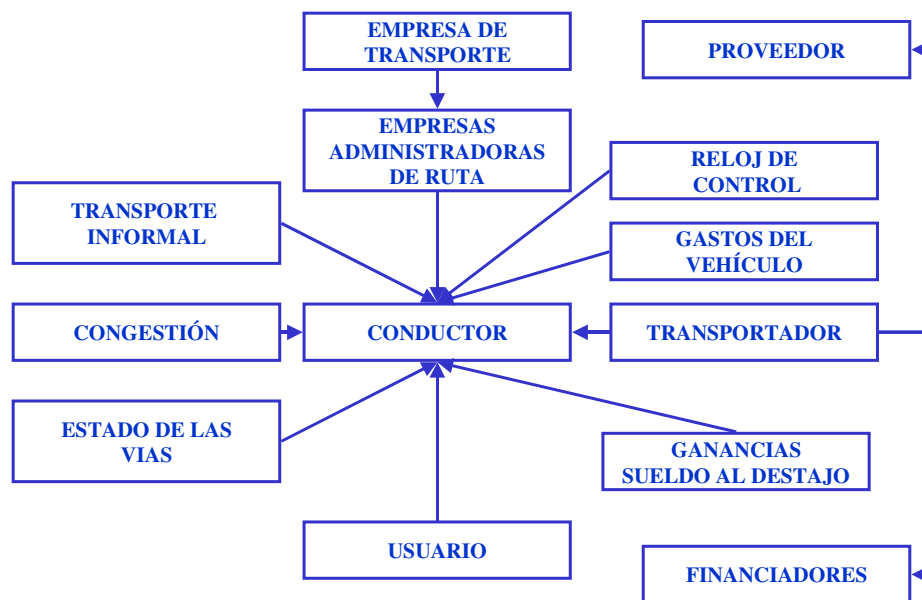 EMPRESA DE
TRANSPORTE
PROVEEDOR
EMPRESAS
ADMINISTRADORAS
DE RUTA
RELOJ DE
CONTROL
TRANSPORTE
INFORMAL
GASTOS DEL
VEHÍCULO
CONGESTIÓN
CONDUCTOR
TRANSPORTADOR
ESTADO DE LAS
VIAS
GANANCIAS
SUELDO AL DESTAJO
USUARIO
FINANCIADORES